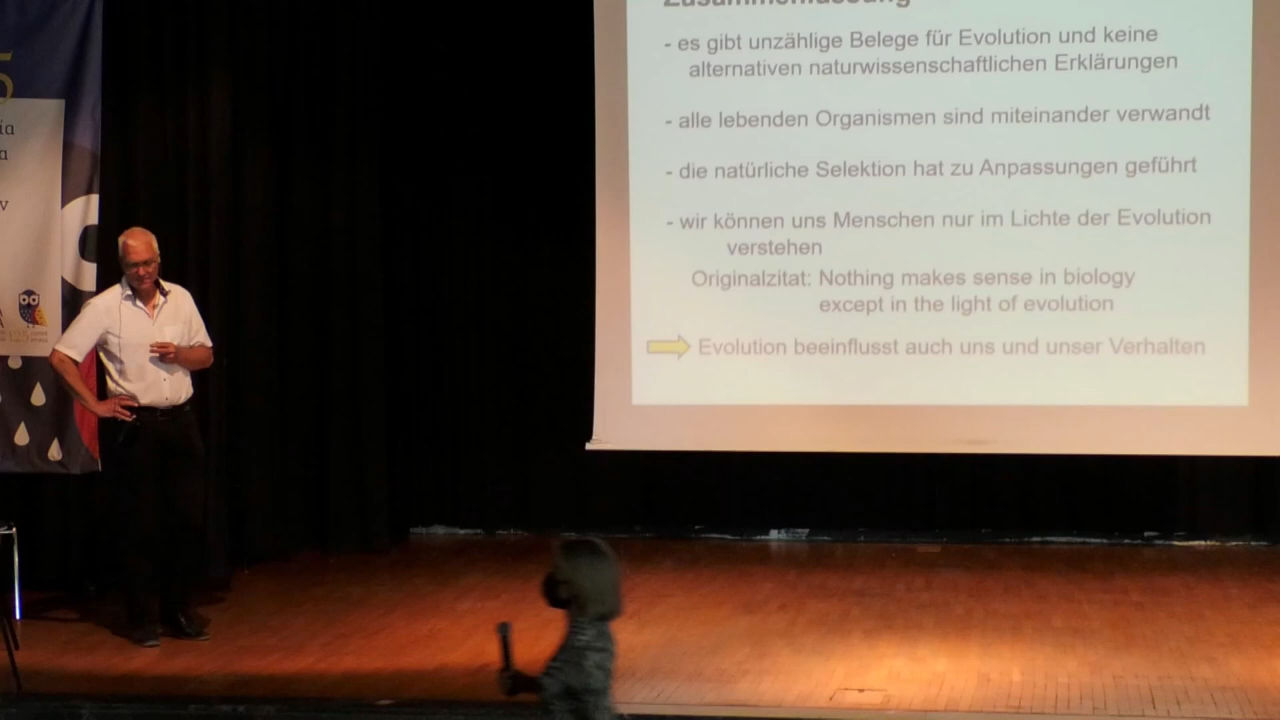 Zusammenfassung
- es gibt unzählige Belege für Evolution und keine
alternativen naturwissenschaftlichen Erklärungen
- alle lebenden Organismen sind miteinander verwandt
- die natürliche Selektion hat zu Anpassungen geführt
- wir können uns Menschen nur im Lichte der Evolution
verstehen
Originalzitat: Nothing makes sense in biology
except in the light of evolution
Evolution beeinflusst auch uns und unser Verhalten